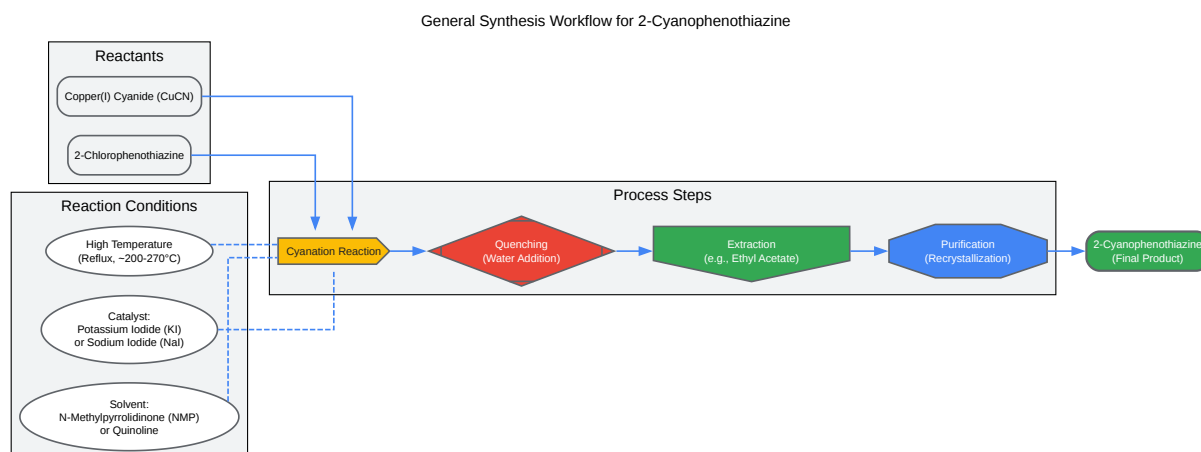 General Synthesis Workflow for 2-Cyanophenothiazine
Reactants
Copper(I) Cyanide (CuCN)
2-Chlorophenothiazine
Reaction Conditions
High Temperature
(Reflux, ~200-270°C)
Catalyst:
Potassium Iodide (KI)
or Sodium Iodide (NaI)
Solvent:
N-Methylpyrrolidinone (NMP)
or Quinoline
Process Steps
Cyanation Reaction
Quenching
(Water Addition)
Extraction
(e.g., Ethyl Acetate)
Purification
(Recrystallization)
2-Cyanophenothiazine
(Final Product)